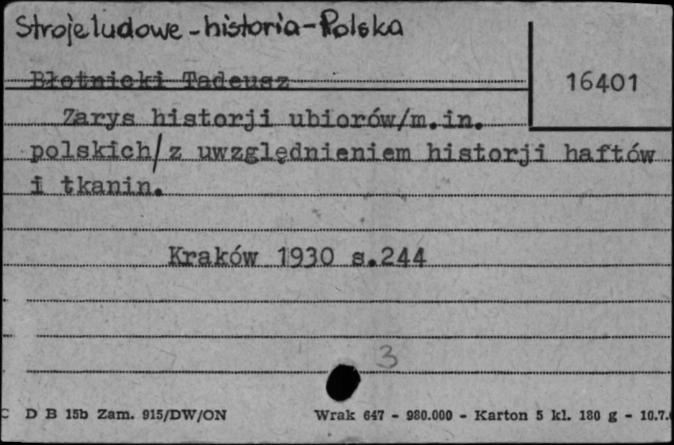 Stroje ludowe - historia - Polska
Błotnicki Tadeusz
16401
Zarys historji ubiorów/m.in.
polskich/z uwzględnieniem historji haftów
i tkanin.
Kraków 1930 s.244
3
D B 15b Zam. 915/DW/ON Wrak 647 - 980.000 - Karton 5 kl. 180 g - 10.7.